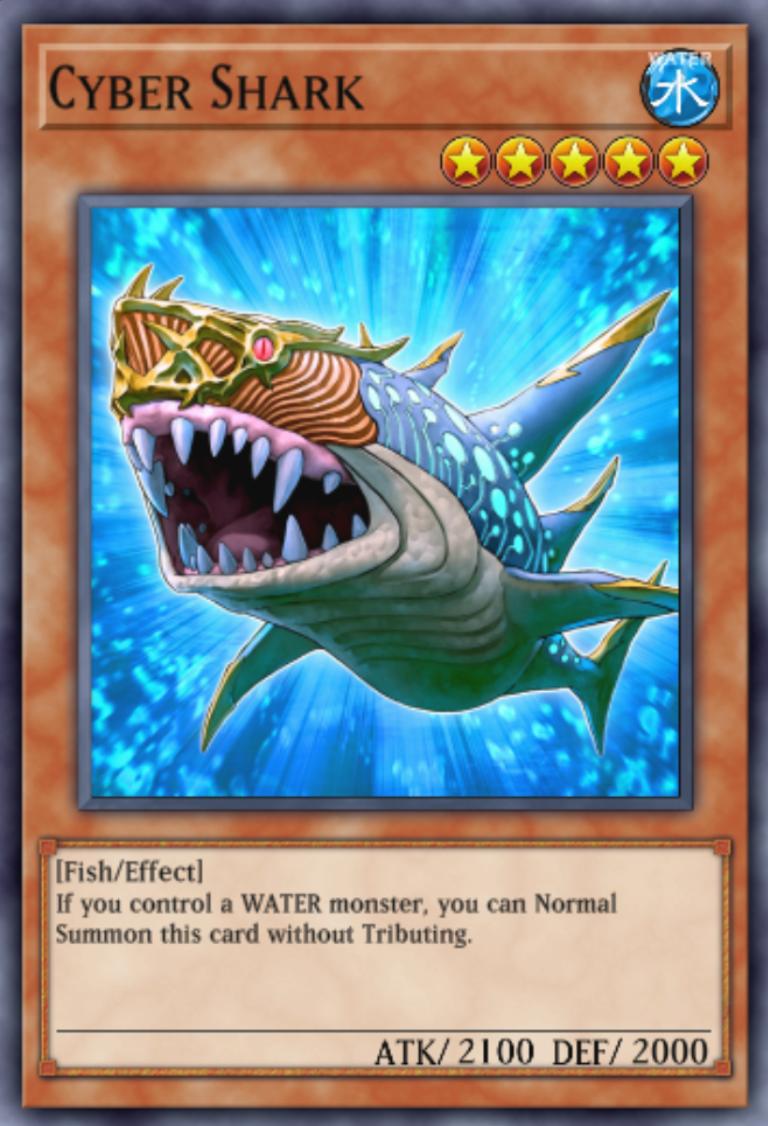 Cyber Shark
WATER
水
[Fish/Effect]
If you control a WATER monster, you can Normal
Summon this card without Tributing.
ATK/ 2100 DEF/ 2000